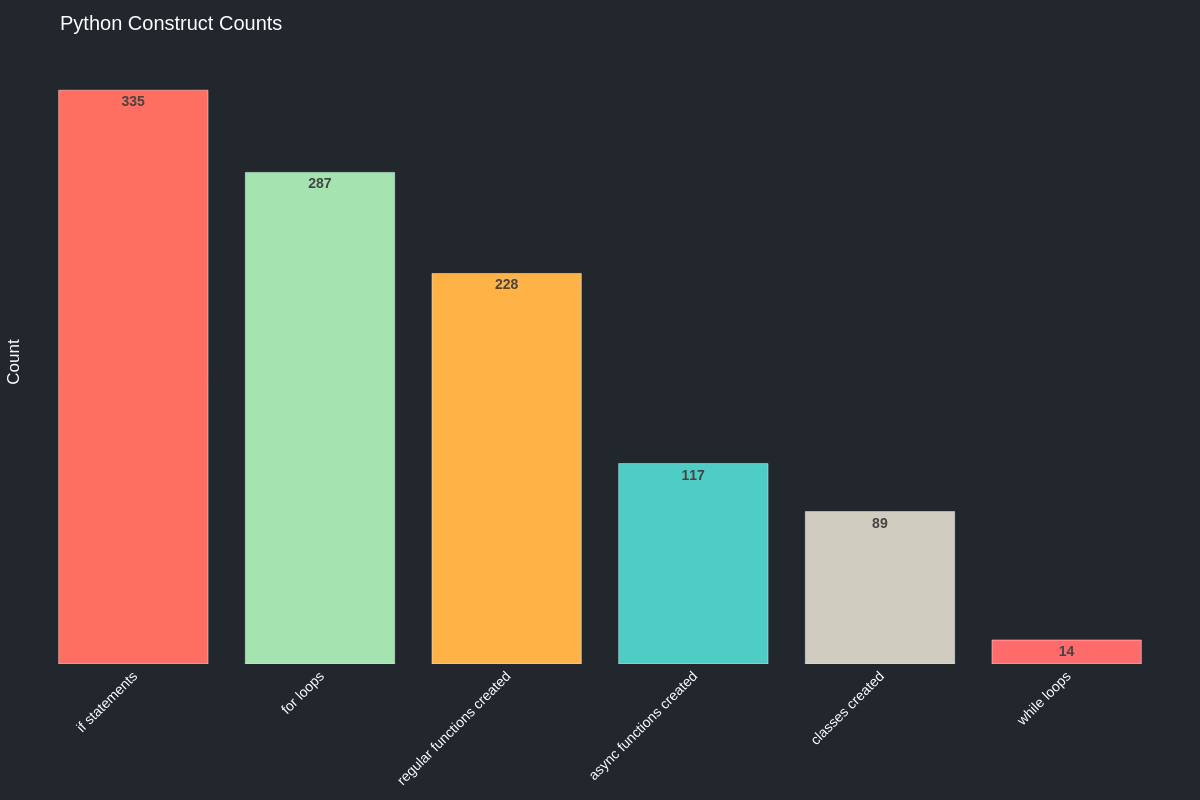 Python Construct Counts
335
287
228
117
89
14
Count
if statements
for loops
regular functions created
async functions created
classes created
while loops